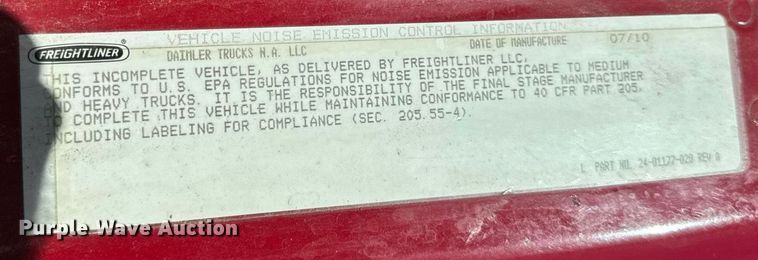 VEHICLE NOISE EMISSION CONTROL INFORMATION
FREIGHTLINER DAIMLER TRUCKS N.A. LLC DATE OF MANUFACTURE 07/10
THIS INCOMPLETE VEHICLE, AS DELIVERED BY FREIGHTLINER LLC,
CONFORMS TO U.S. EPA REGULATIONS FOR NOISE EMISSION APPLICABLE TO MEDIUM
AND HEAVY TRUCKS. IT IS THE RESPONSIBILITY OF THE FINAL STAGE MANUFACTURER
TO COMPLETE THIS VEHICLE WHILE MAINTAINING CONFORMANCE TO 40 CFR PART 205,
INCLUDING LABELING FOR COMPLIANCE (SEC. 205.55-4).
L PART NO. 24-01177-020 REV
Purple Wave Auction